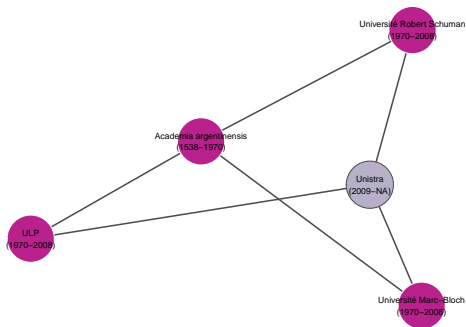 Université Robert Schuman
(1970–2008)
Academia argentinensis
(1538–1970)
Unistra
(2009–NA)
ULP
(1970–2008)
Université Marc–Bloch
(1970–2008)